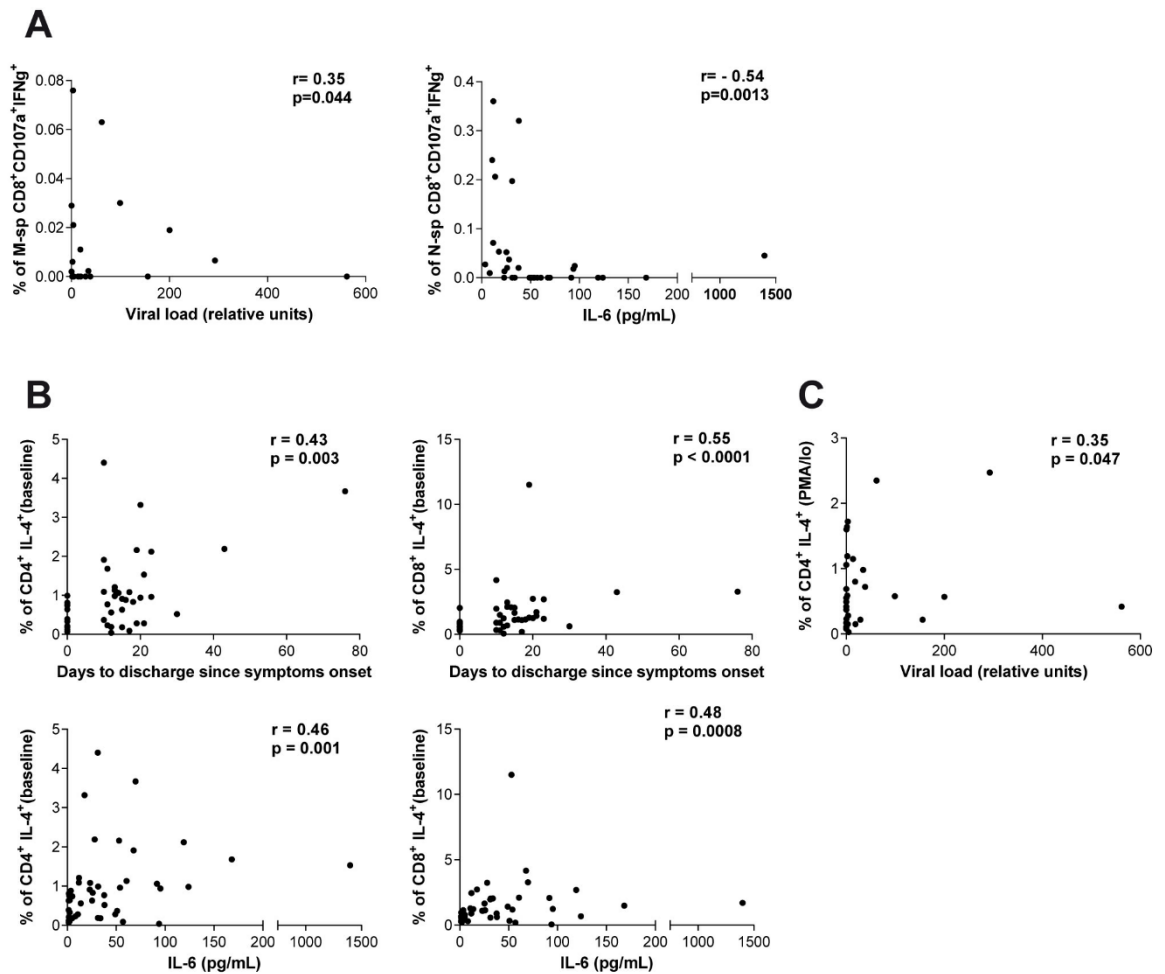 A
r= 0.35
p=0.044
% of M-sp CD8+CD107a+IFNg+
0.08
0.06
0.04
0.02
0.00
0 200 400 600
Viral load (relative units)
r= - 0.54
p=0.0013
% of N-sp CD8+CD107a+IFNg+
0.4
0.3
0.2
0.1
0.0
0 50 100 150 200 1000 1500
IL-6 (pg/mL)
B
r = 0.43
p = 0.003
% of CD4+ IL-4+(baseline)
5
4
3
2
1
0
0 20 40 60 80
Days to discharge since symptoms onset
r = 0.55
p < 0.0001
% of CD8+ IL-4+(baseline)
15
10
5
0
0 20 40 60 80
Days to discharge since symptoms onset
C
r = 0.35
p = 0.047
% of CD4+ IL-4+ (PMA/Io)
3
2
1
0
0 200 400 600
Viral load (relative units)
r = 0.46
p = 0.001
% of CD4+ IL-4+(baseline)
5
4
3
2
1
0
0 50 100 150 200 1000 1500
IL-6 (pg/mL)
r = 0.48
p = 0.0008
% of CD8+ IL-4+(baseline)
15
10
5
0
0 50 100 150 200 1000 1500
IL-6 (pg/mL)